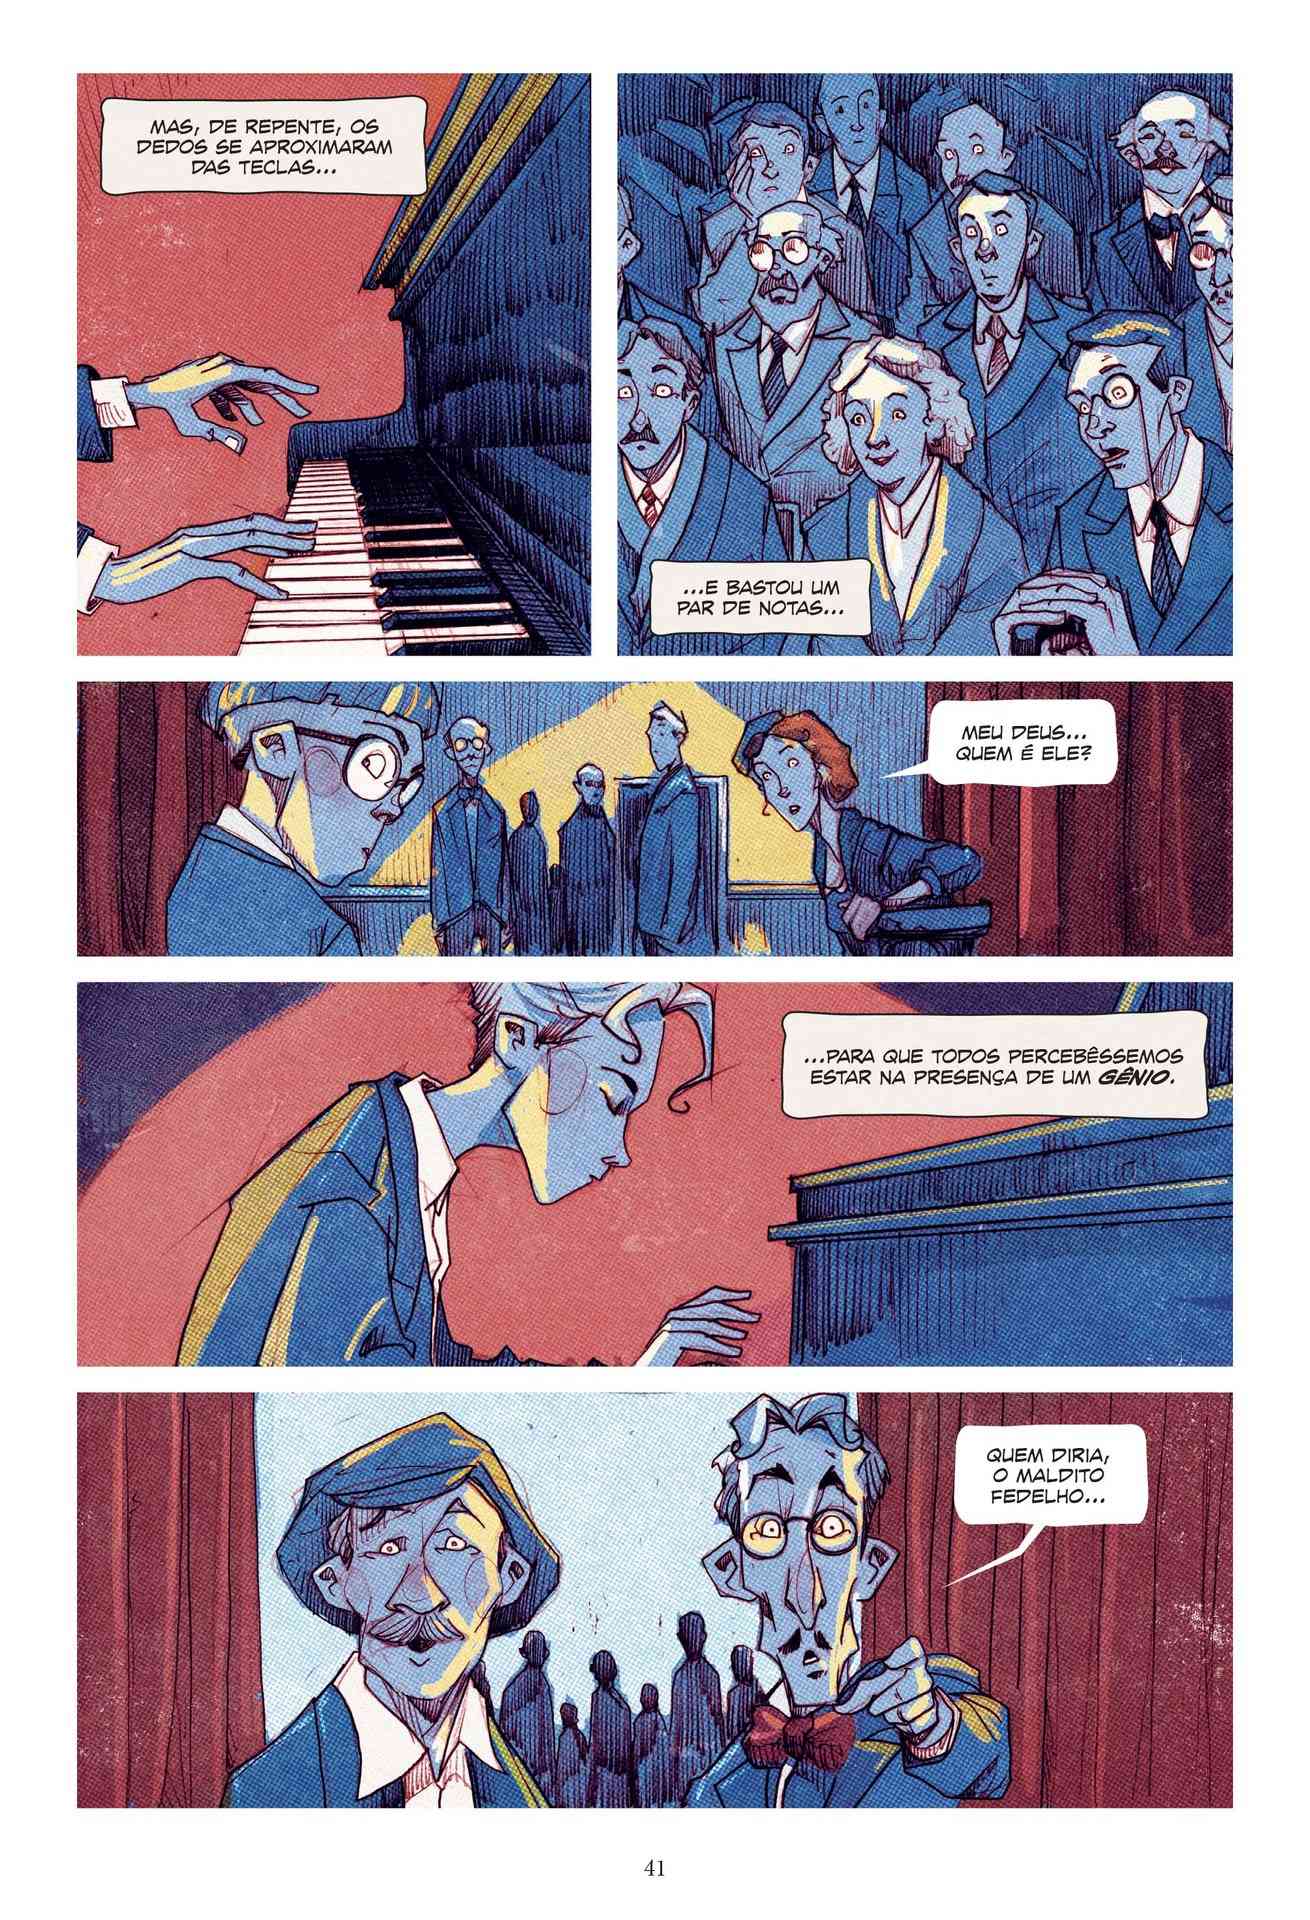 MAS, DE REPENTE, OS
DEDOS SE APROXIMARAM
DAS TECLAS...
...E BASTOU UM
PAR DE NOTAS...
MEU DEUS...
QUEM É ELE?
...PARA QUE TODOS PERCEBÊSSEMOS
ESTAR NA PRESENÇA DE UM GÊNIO.
QUEM DIRIA,
O MALDITO
FEDELHO...
41